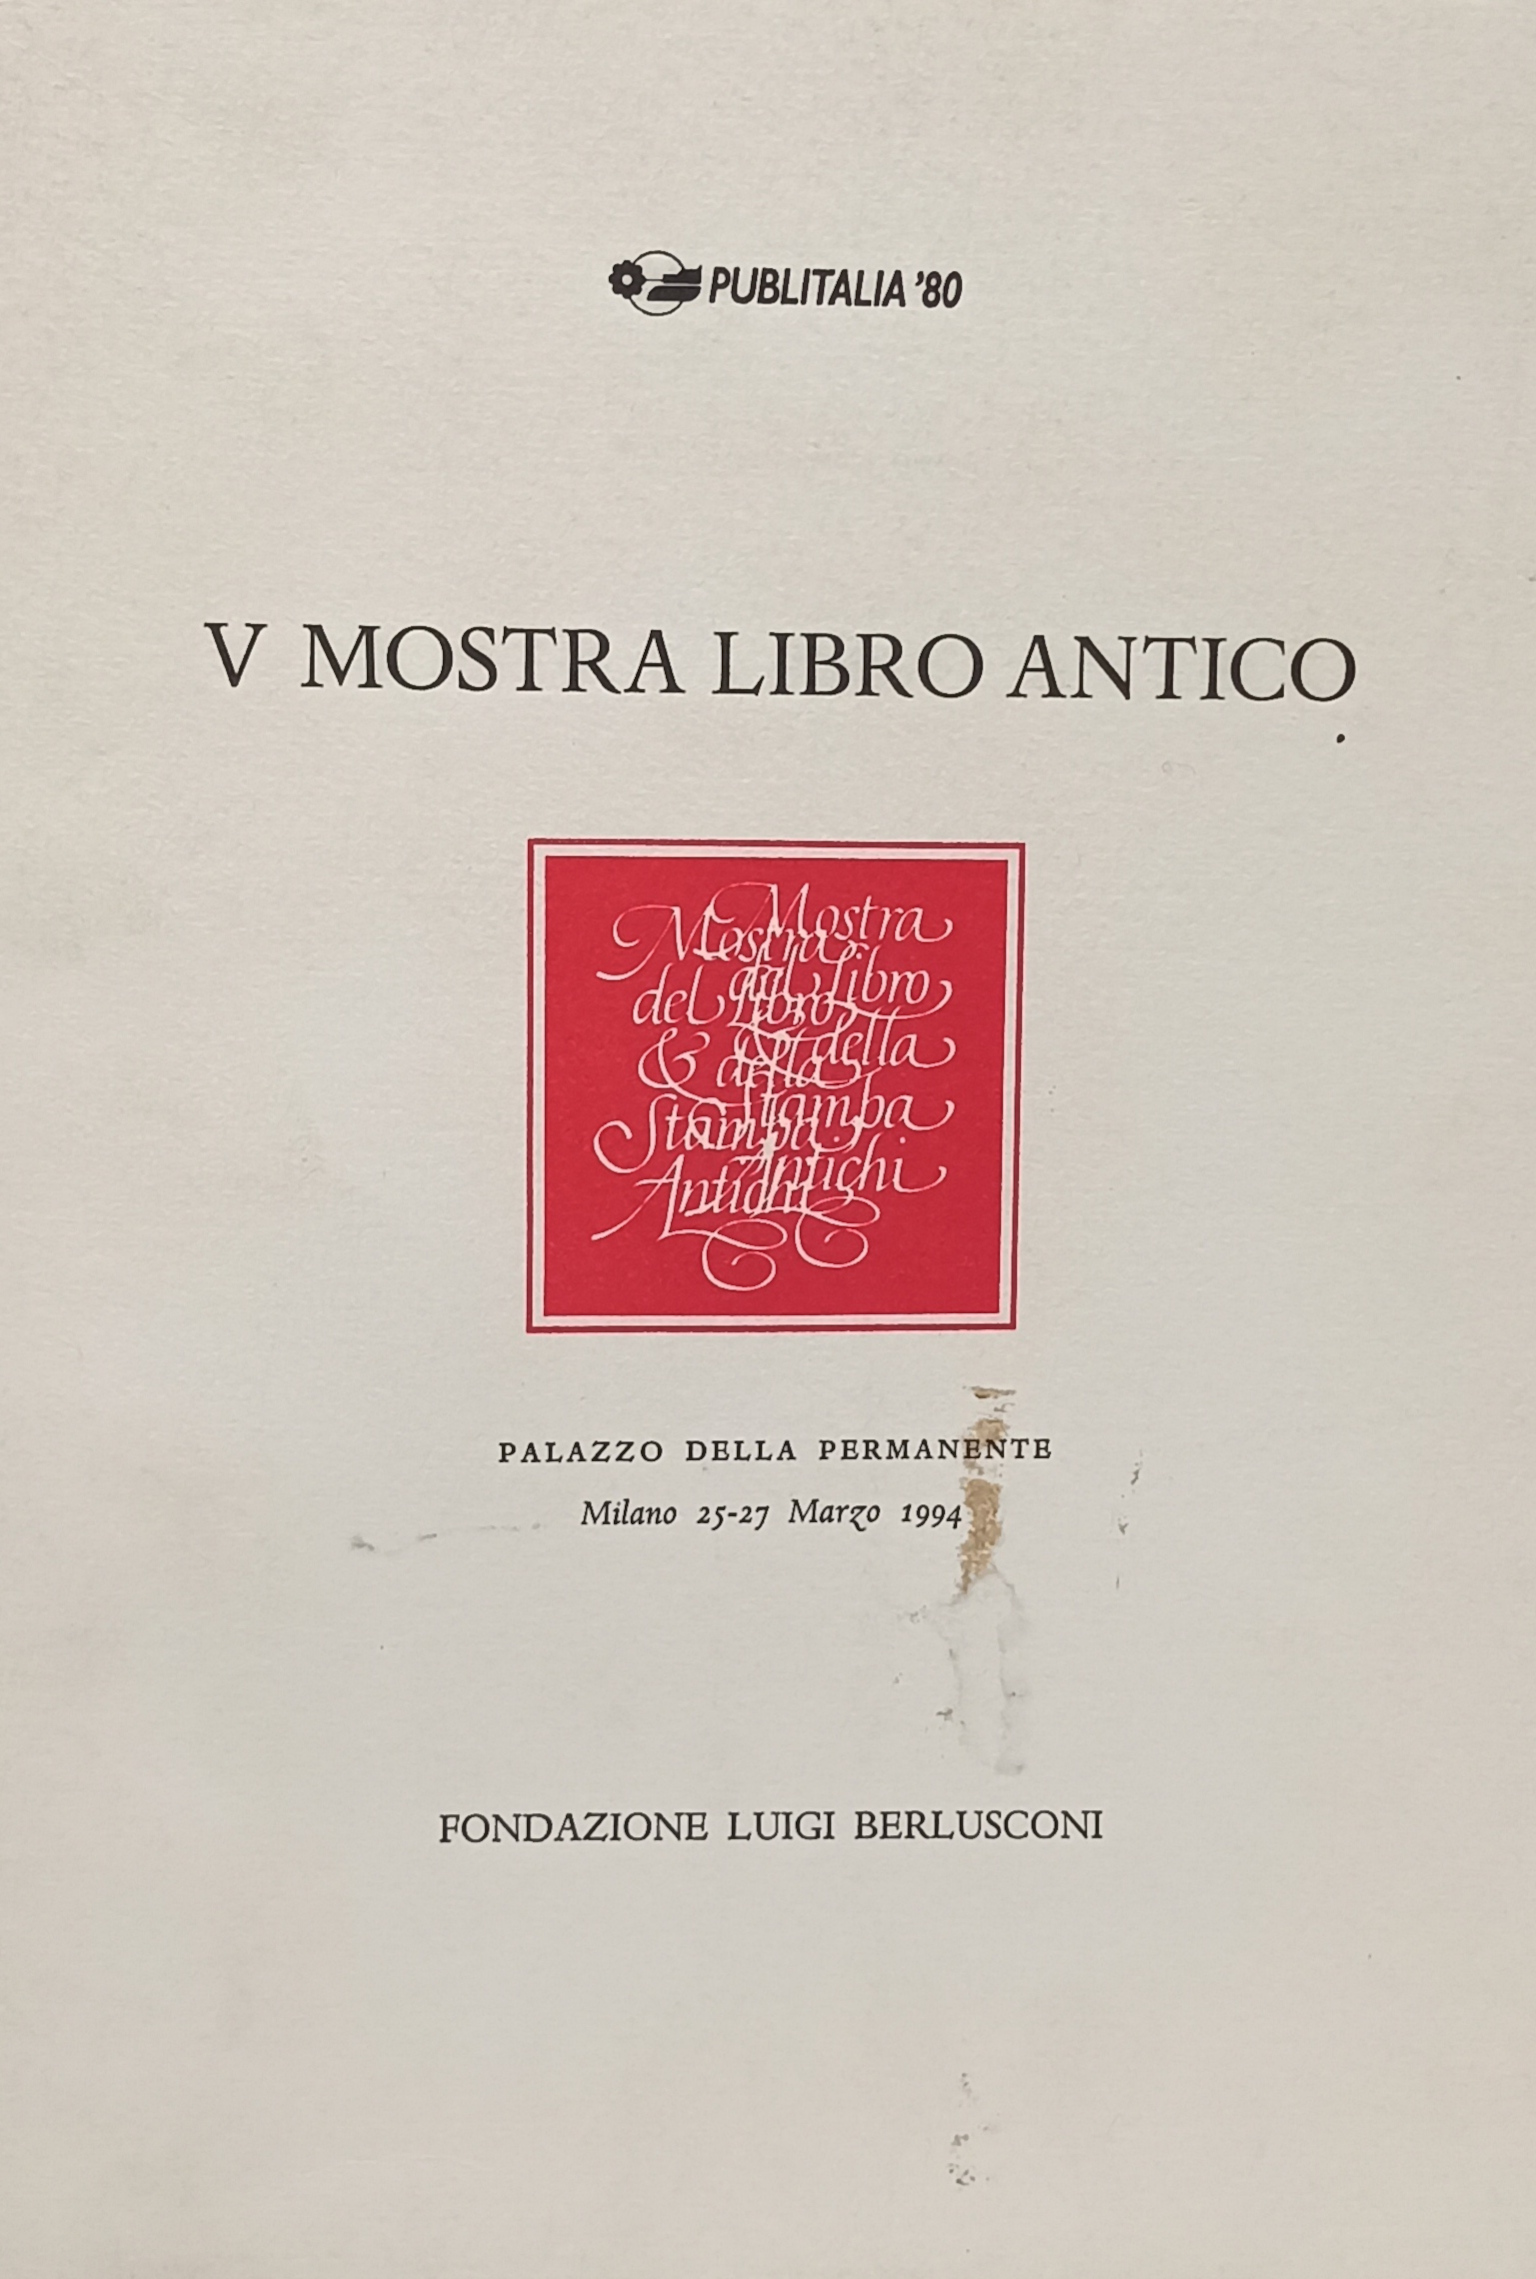 PUBLITALIA '80
V MOSTRA LIBRO ANTICO
Mostra
del Libro
& della
Stampa
Antichi
Mostra
del Libro
& della
Stampa
Antichi
PALAZZO DELLA PERMANENTE
Milano 25-27 Marzo 1994
FONDAZIONE LUIGI BERLUSCONI